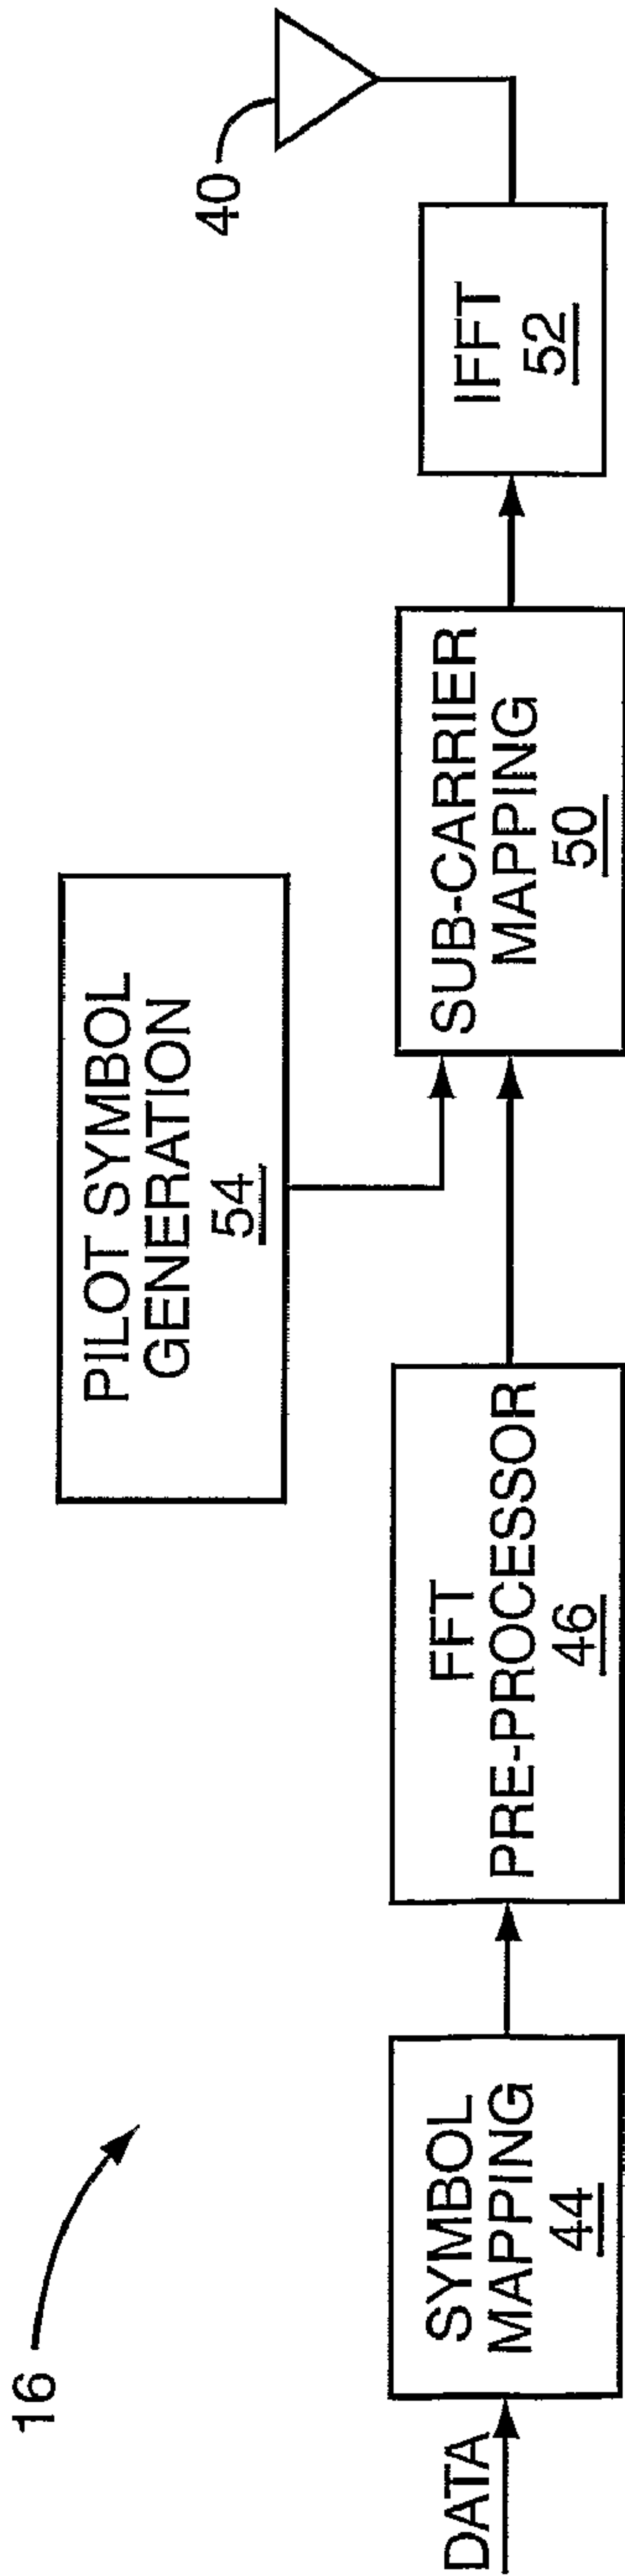 16
40
PILOT SYMBOL
GENERATION
54
DATA
SYMBOL
MAPPING
44
FFT
PRE-PROCESSOR
46
SUB-CARRIER
MAPPING
50
IFFT
52